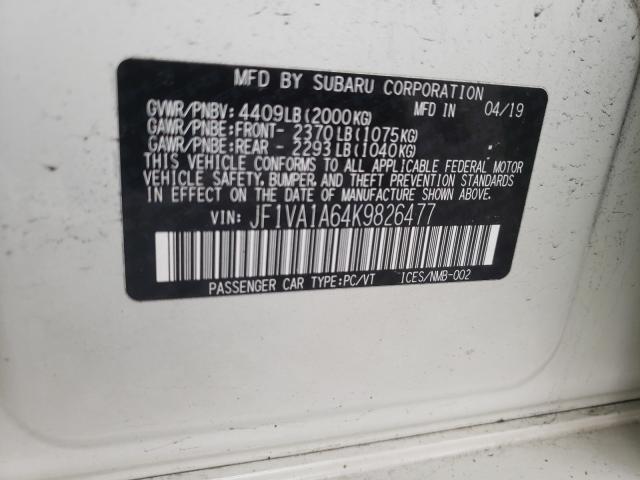 MFD BY SUBARU CORPORATION
GVWR/PNBV: 4409LB(2000KG) MFD IN 04/19
GAWR/PNBE:FRONT- 2370LB(1075KG)
GAWR/PNBE:REAR - 2293LB(1040KG)
THIS VEHICLE CONFORMS TO ALL APPLICABLE FEDERAL MOTOR
VEHICLE SAFETY, BUMPER, AND THEFT PREVENTION STANDARDS
IN EFFECT ON THE DATE OF MANUFACTURE SHOWN ABOVE.
VIN: JF1VA1A64K9826477
PASSENGER CAR TYPE:PC/VT ICES/NMB-002